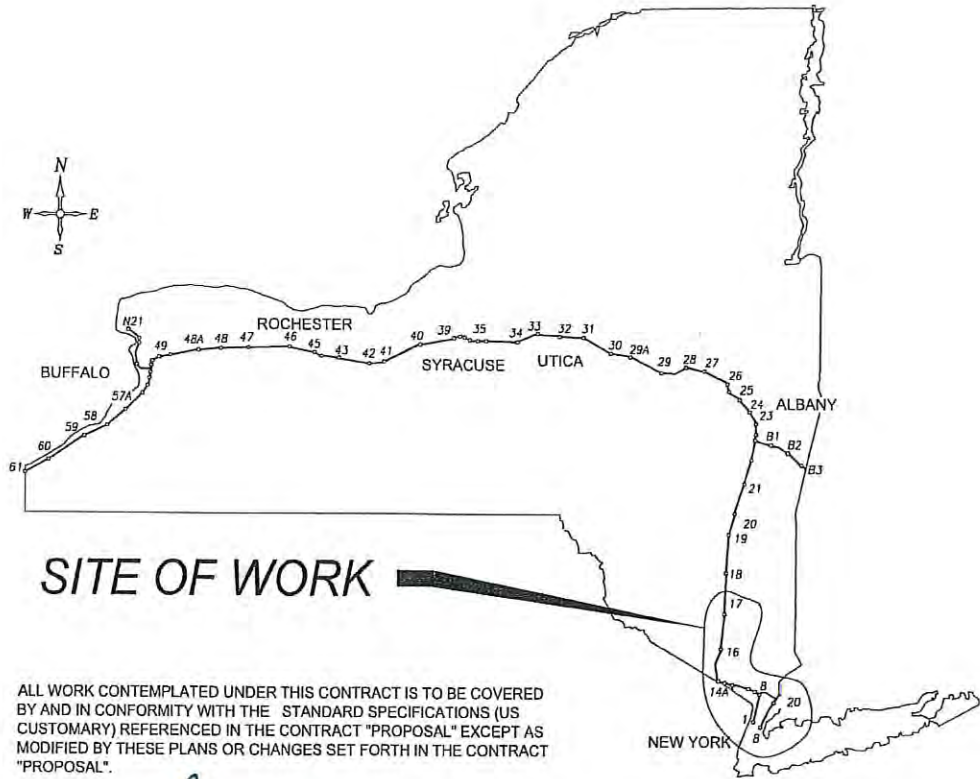 N
W E
S
N21
ROCHESTER
BUFFALO
49
48A
48
47
46
45
43
42
41
40
39
35
34
33
32
31
30
29A
29
28
27
26
25
24
23
SYRACUSE
UTICA
ALBANY
57A
58
59
60
61
B1
B2
B3
21
20
19
18
17
16
14A
8
20
1
8
NEW YORK
SITE OF WORK
ALL WORK CONTEMPLATED UNDER THIS CONTRACT IS TO BE COVERED
BY AND IN CONFORMITY WITH THE STANDARD SPECIFICATIONS (US
CUSTOMARY) REFERENCED IN THE CONTRACT "PROPOSAL" EXCEPT AS
MODIFIED BY THESE PLANS OR CHANGES SET FORTH IN THE CONTRACT
"PROPOSAL".